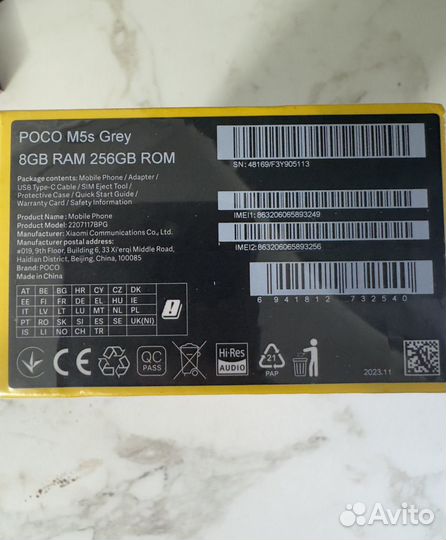 POCO M5s Grey
8GB RAM 256GB ROM
Package contents: Mobile Phone / Adapter /
USB Type-C Cable / SIM Eject Tool /
Protective Case / Quick Start Guide /
Warranty Card / Safety Information
Product Name: Mobile Phone
Product Model: 2207117BPG
Manufacturer: Xiaomi Communications Co., Ltd.
#019, 9th Floor, Building 6, 33 Xi'erqi Middle Road,
Haidian District, Beijing, China, 100085
Brand: POCO
Made in China
SN: 48169/F3Y905113
IMEI1: 863206065893249
IMEI2: 863206065893256
6 941812 732540
AT BE BG HR CY CZ DK
EE FI FR DE EL HU IE
IT LV LT LU MT NL PL
PT RO SK SI ES SE UK(NI)
IS LI NO CH TR
CE
QC
PASS
Hi-Res
AUDIO
21
PAP
2023.11
Avito